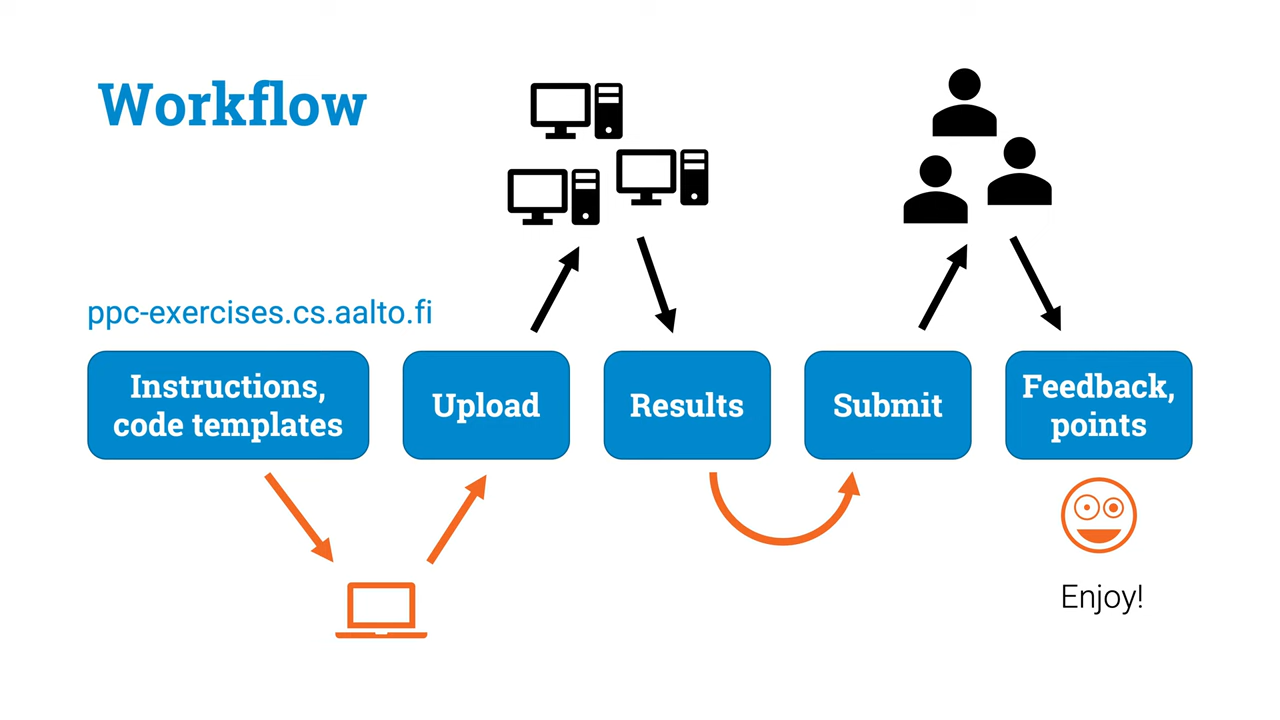 Workflow
ppc-exercises.cs.aalto.fi
Instructions,
code templates
Upload
Results
Submit
Feedback,
points
Enjoy!